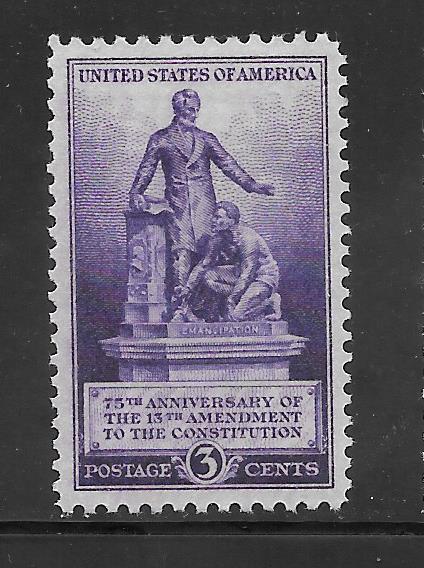 UNITED STATES OF AMERICA
EMANCIPATION
75TH ANNIVERSARY OF
THE 13TH AMENDMENT
TO THE CONSTITUTION
POSTAGE 3 CENTS